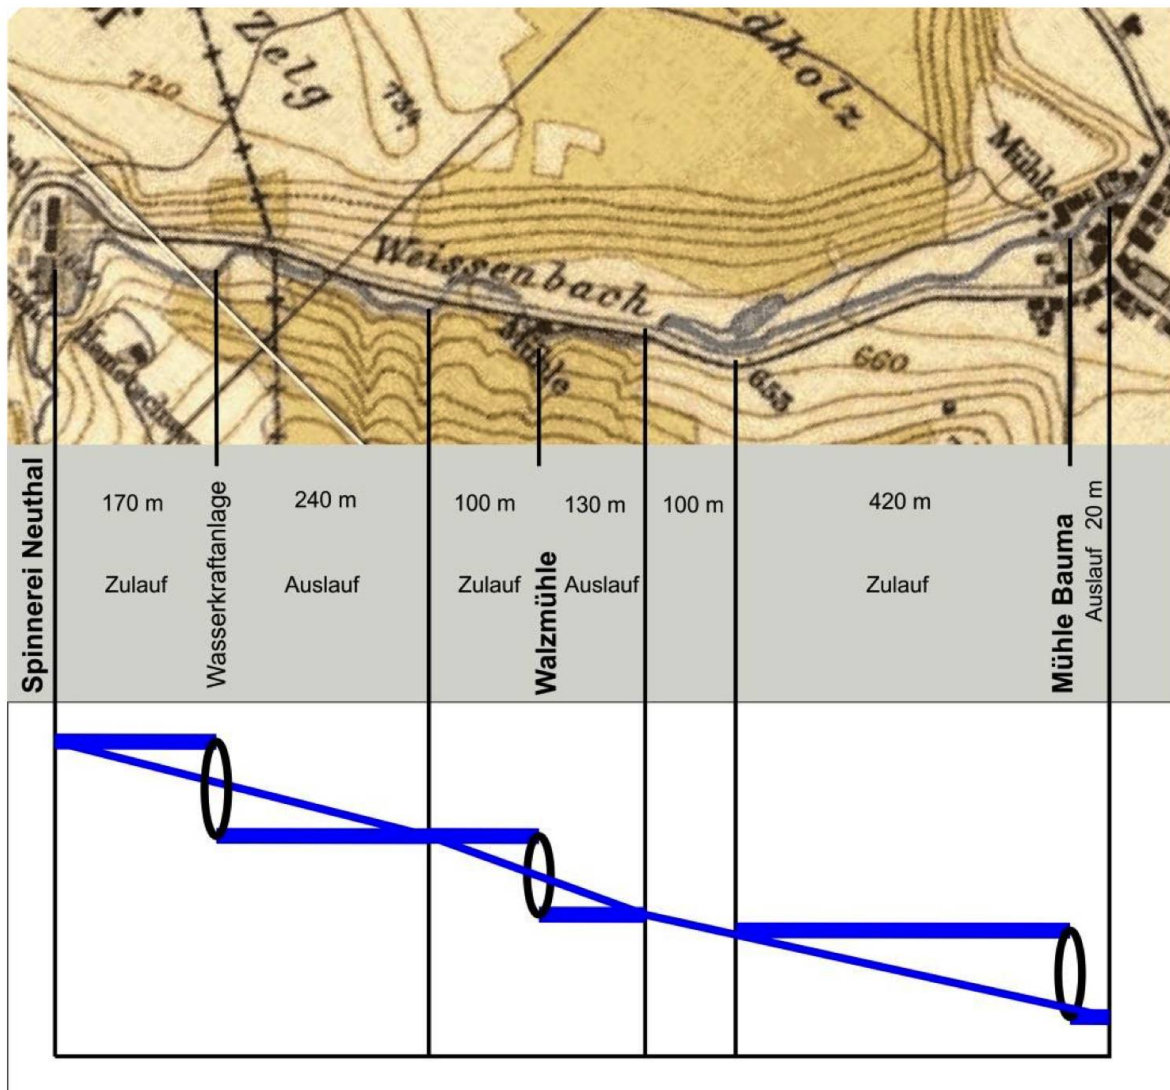 Zelg
720
734
dholz
Mühle
Weissenbach
Mühle
660
653
170 m
240 m
100 m
130 m
100 m
420 m
Auslauf 20 m
Zulauf
Auslauf
Zulauf
Auslauf
Zulauf
Spinnerei Neuthal
Wasserkraftanlage
Walzmühle
Mühle Bauma